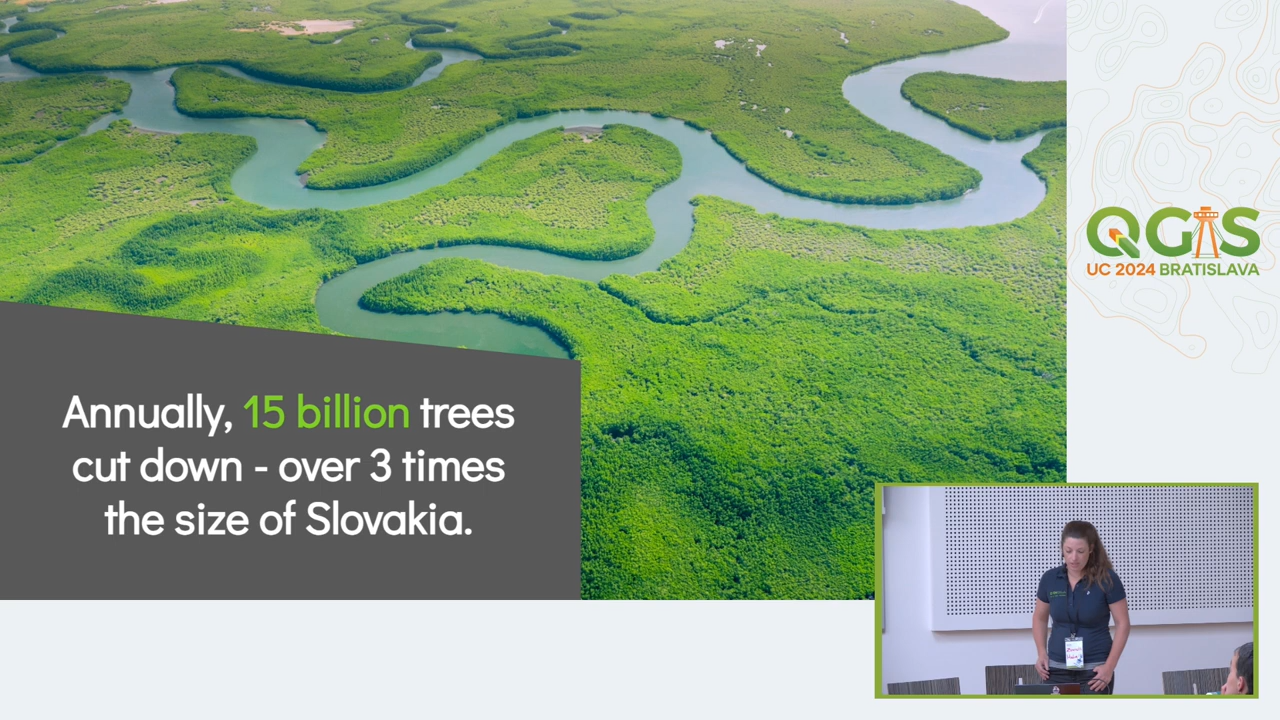 Annually, 15 billion trees
cut down - over 3 times
the size of Slovakia.
QGIS
UC 2024 BRATISLAVA